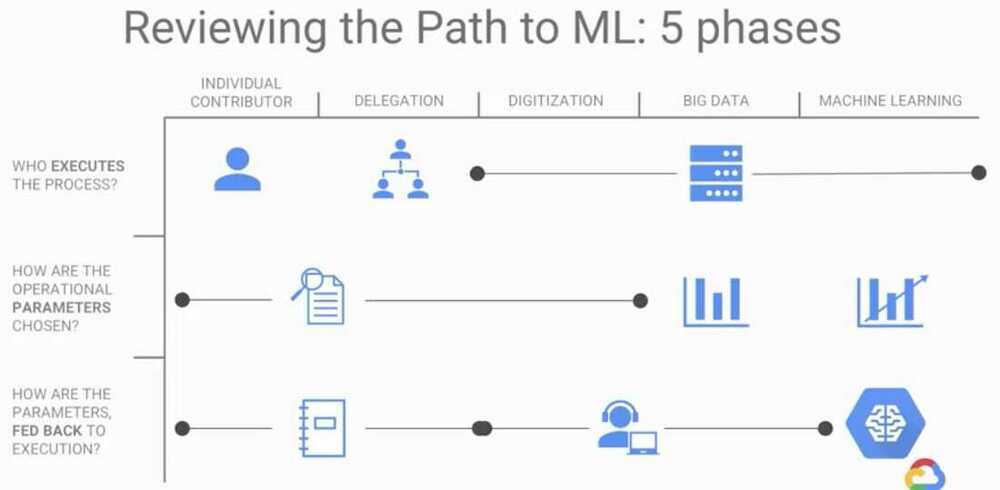 Reviewing the Path to ML: 5 phases
INDIVIDUAL
CONTRIBUTOR
DELEGATION
DIGITIZATION
BIG DATA
MACHINE LEARNING
WHO EXECUTES
THE PROCESS?
HOW ARE THE
OPERATIONAL
PARAMETERS
CHOSEN?
HOW ARE THE
PARAMETERS,
FED BACK TO
EXECUTION?